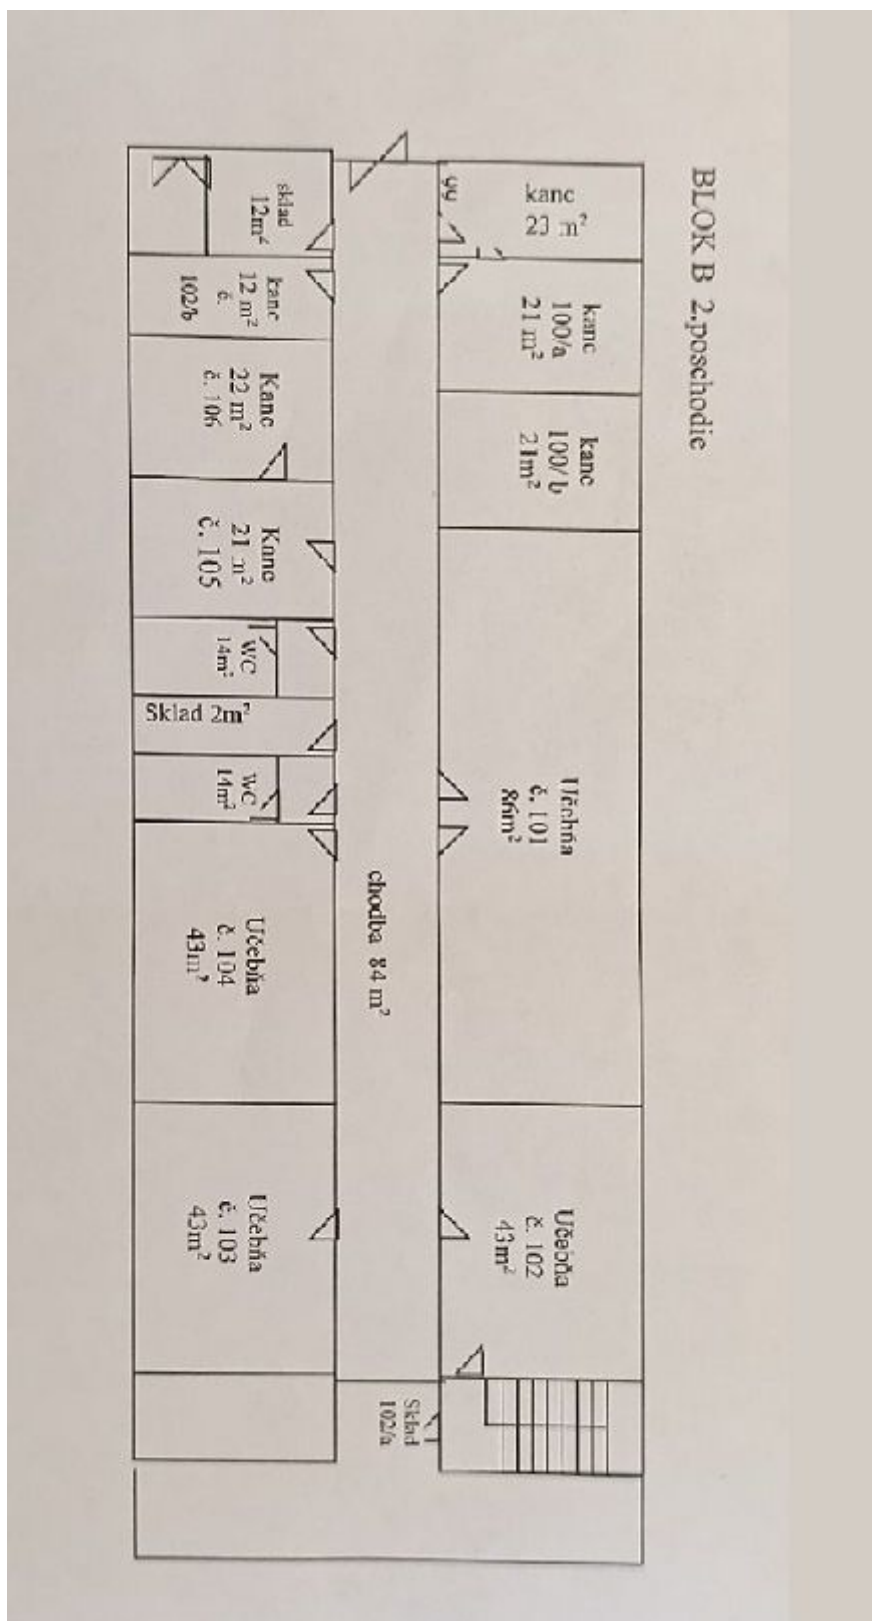 BLOK B 2.poschodie
sklad
12m²
kanc
12 m²
č.
102/b
Kanc
22 m²
č. 106
Kanc
21 m²
č. 105
WC
14m²
Sklad 2m²
WC
14m²
Učebňa
č. 104
43m²
Učebňa
č. 103
43m²
chodba 84 m²
99
kanc
23 m²
kanc
100/a
21 m²
kanc
100/b
21m²
Učebňa
č. 101
86m²
Učebňa
č. 102
43m²
Sklad
102/a